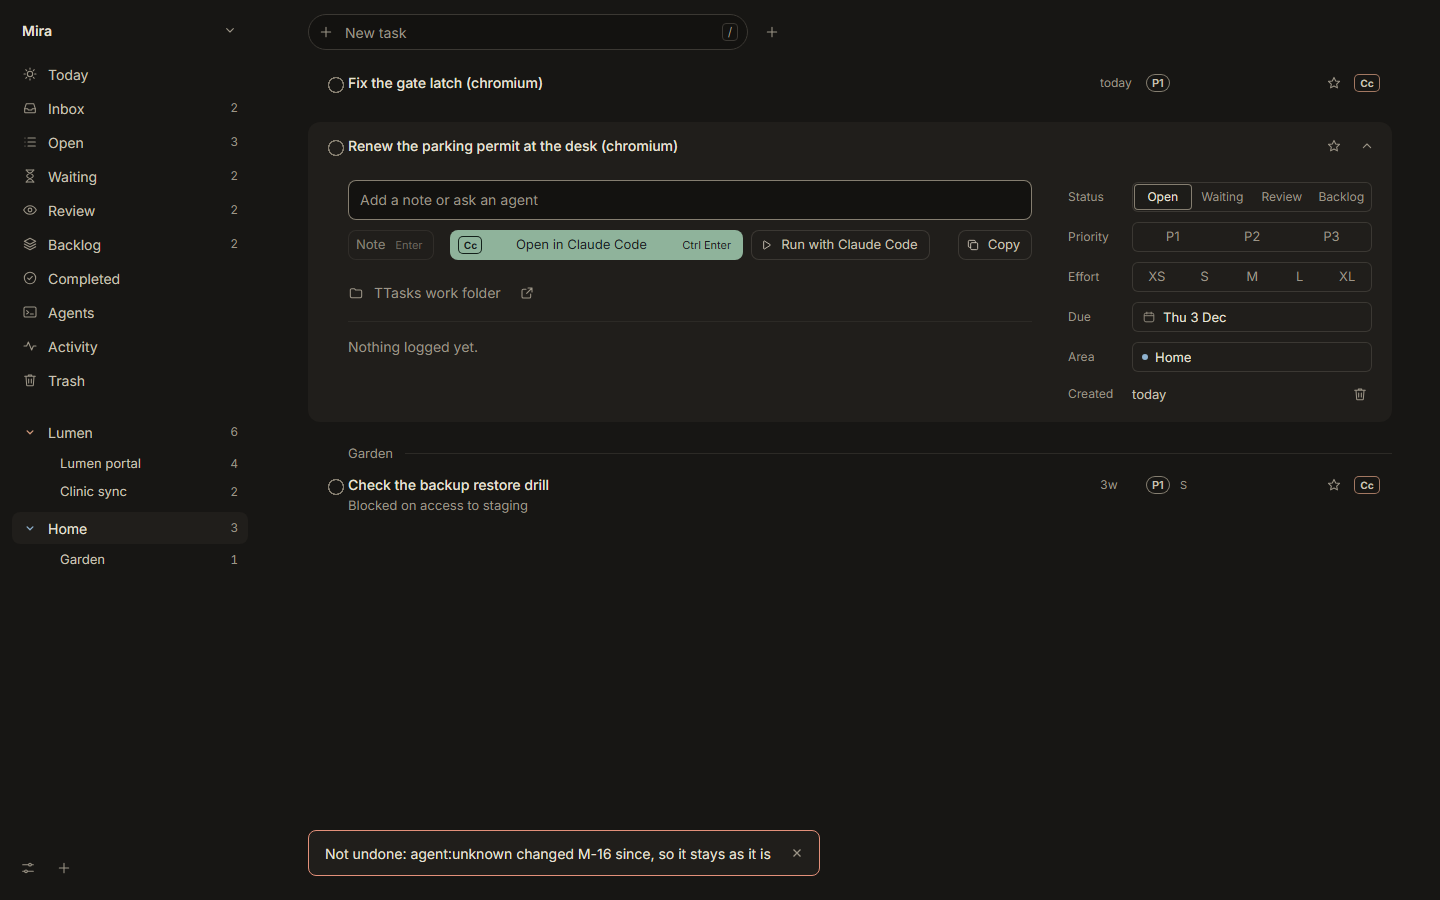 Mira
Today
Inbox 2
Open 3
Waiting 2
Review 2
Backlog 2
Completed
Agents
Activity
Trash
Lumen 6
Lumen portal 4
Clinic sync 2
Home 3
Garden 1
New task /
Fix the gate latch (chromium) today P1 Cc
Renew the parking permit at the desk (chromium)
Add a note or ask an agent
Note Enter Cc Open in Claude Code Ctrl Enter Run with Claude Code Copy
TTasks work folder
Nothing logged yet.
Status Open Waiting Review Backlog
Priority P1 P2 P3
Effort XS S M L XL
Due Thu 3 Dec
Area Home
Created today
Garden
Check the backup restore drill 3w P1 S Cc
Blocked on access to staging
Not undone: agent:unknown changed M-16 since, so it stays as it is